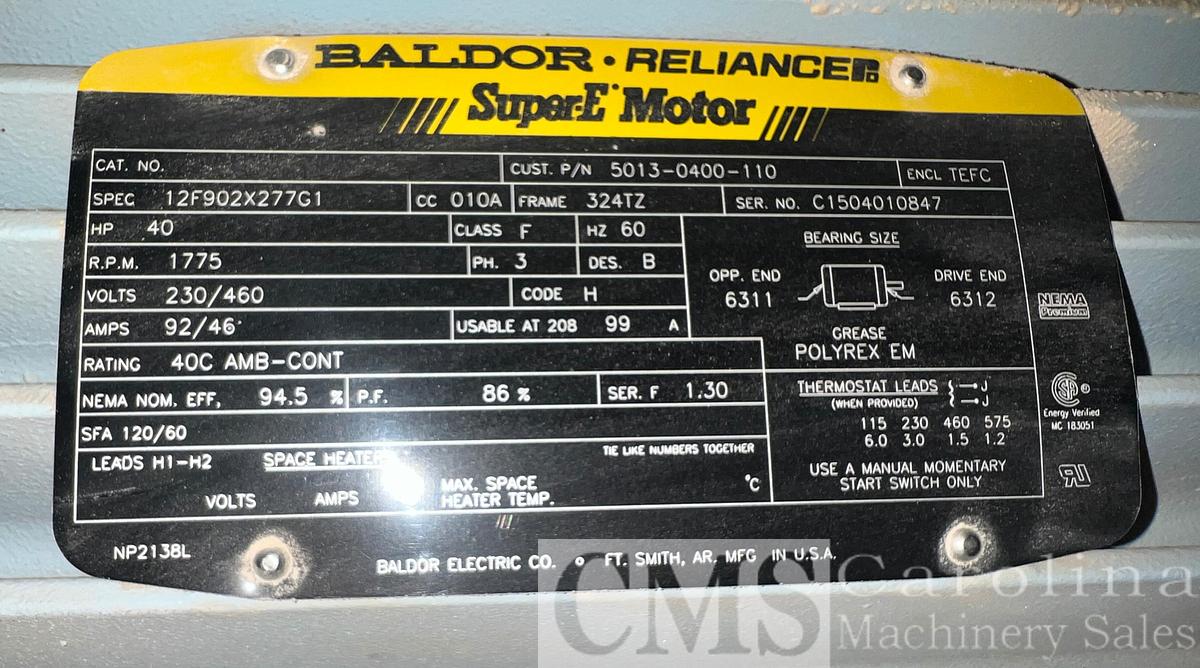 BALDOR • RELIANCER
Super-E Motor
CAT. NO.
CUST. P/N 5013-0400-110
ENCL TEFC
SPEC 12F902X277G1
CC 010A
FRAME 324TZ
SER. NO. C1504010847
HP 40
CLASS F
HZ 60
R.P.M. 1775
PH. 3
DES. B
VOLTS 230/460
CODE H
AMPS 92/46
USABLE AT 208 99 A
RATING 40C AMB-CONT
NEMA NOM. EFF, 94.5 %
P.F. 86 %
SER. F 1.30
SFA 120/60
LEADS H1-H2 SPACE HEATER
TIE LIKE NUMBERS TOGETHER
VOLTS AMPS
MAX. SPACE
HEATER TEMP. °C
BEARING SIZE
OPP. END
6311
DRIVE END
6312
GREASE
POLYREX EM
THERMOSTAT LEADS J
(WHEN PROVIDED) J
115 230 460 575
6.0 3.0 1.5 1.2
USE A MANUAL MOMENTARY
START SWITCH ONLY
NEMA
Premium
SP ®
Energy Verified
MC 183051
NP2138L
BALDOR ELECTRIC CO. FT. SMITH, AR. MFG IN U.S.A.
CMS Carolina
Machinery Sales